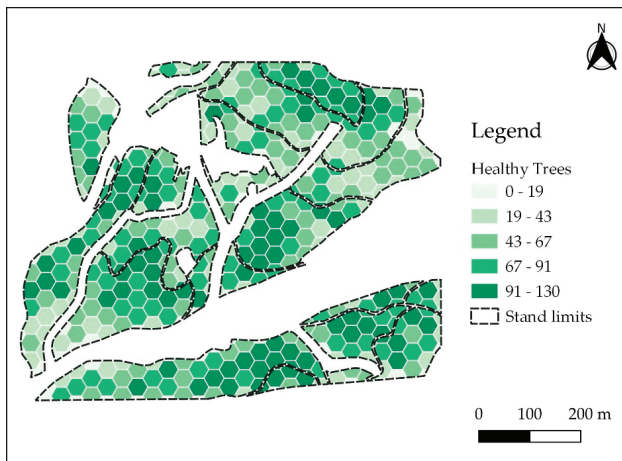 N
Legend
Healthy Trees
0 - 19
19 - 43
43 - 67
67 - 91
91 - 130
Stand limits
0 100 200 m